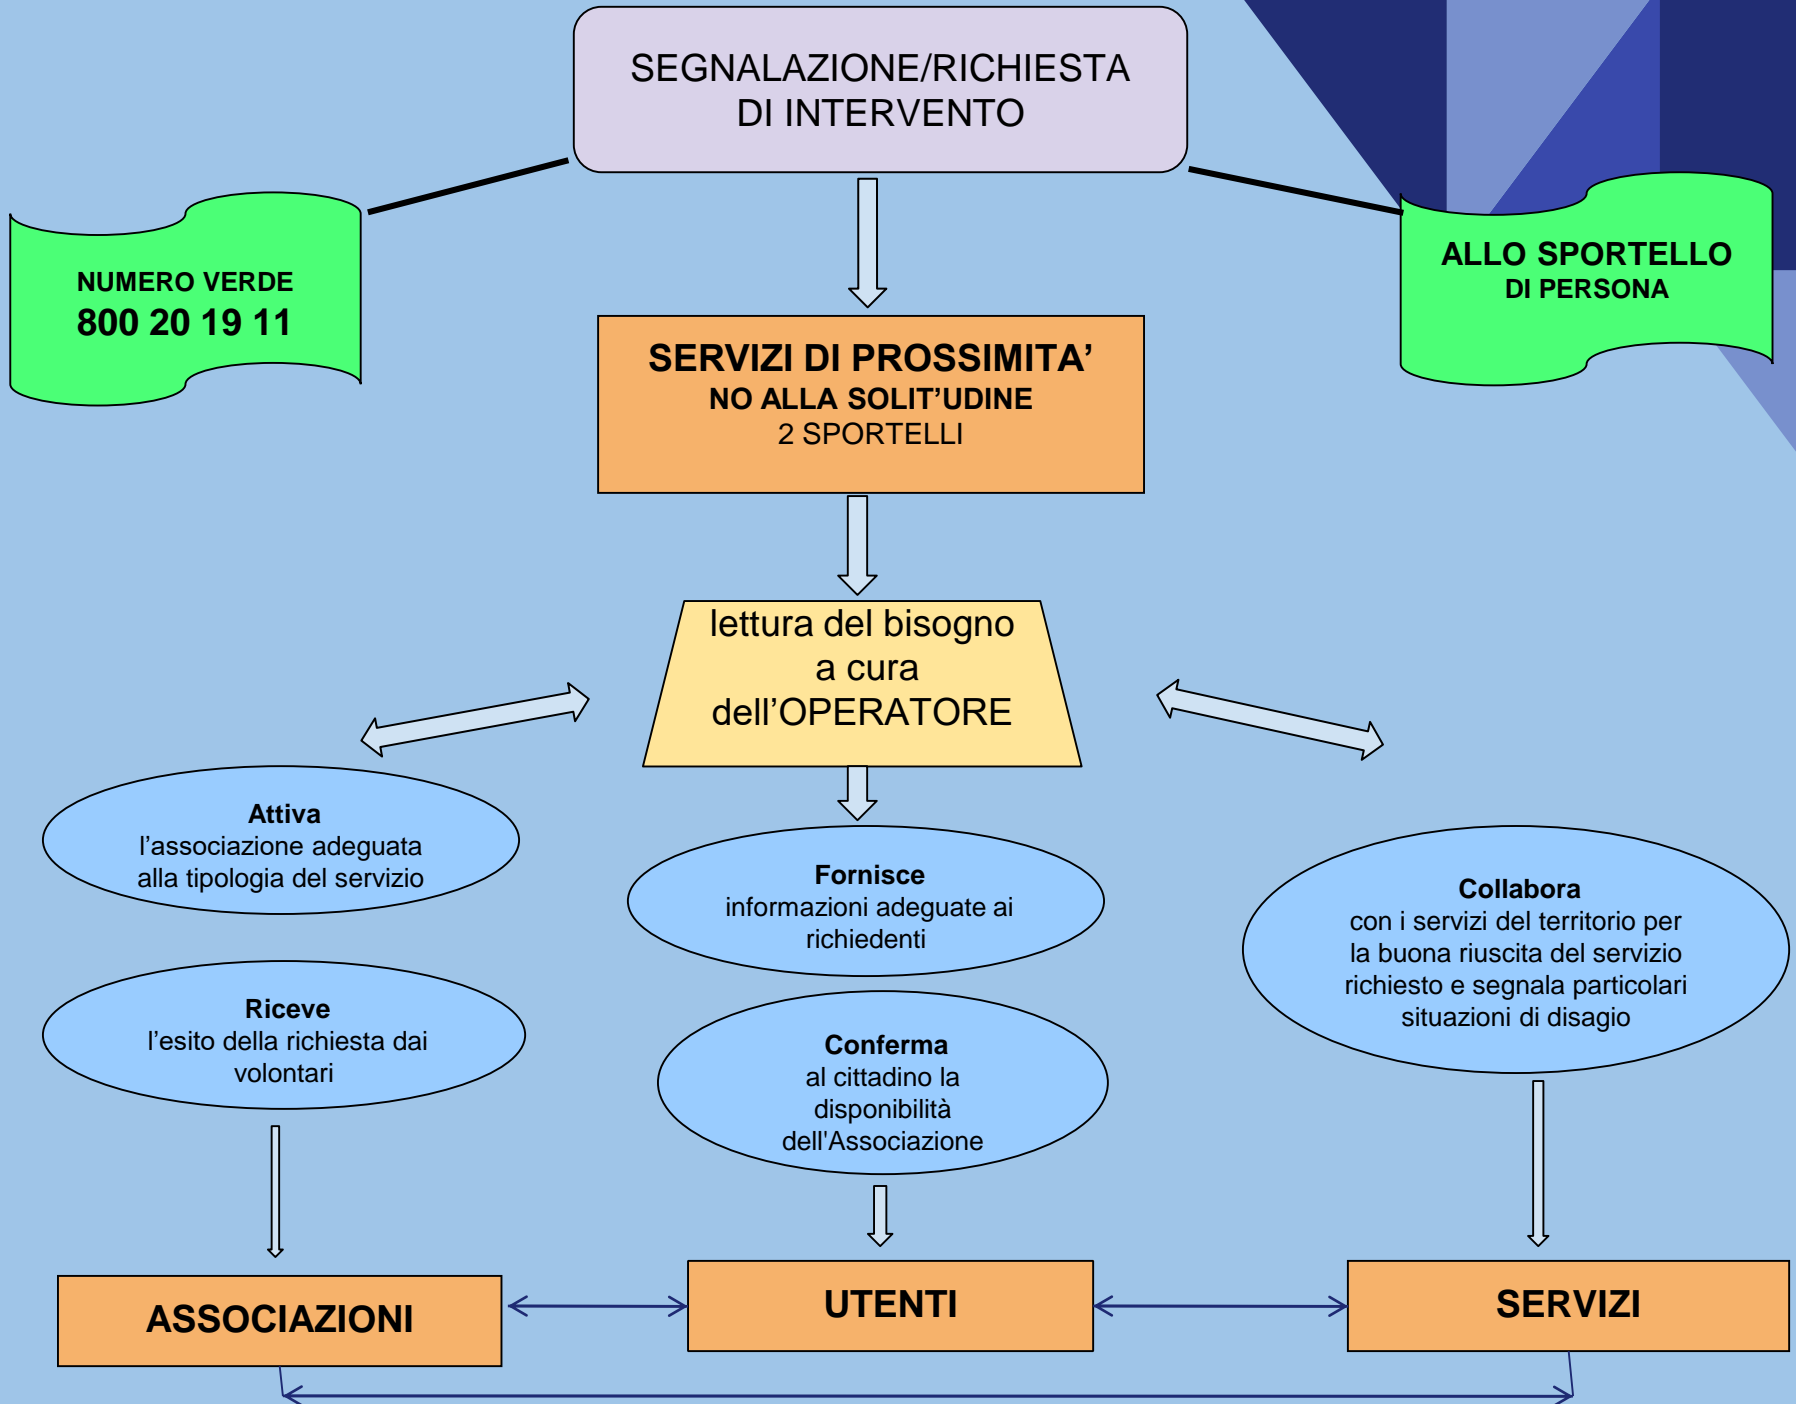 SEGNALAZIONE/RICHIESTA
DI INTERVENTO
NUMERO VERDE
800 20 19 11
ALLO SPORTELLO
DI PERSONA
SERVIZI DI PROSSIMITA’
NO ALLA SOLIT’UDINE
2 SPORTELLI
lettura del bisogno
a cura
dell’OPERATORE
Attiva
l’associazione adeguata
alla tipologia del servizio
Riceve
l’esito della richiesta dai
volontari
Fornisce
informazioni adeguate ai
richiedenti
Conferma
al cittadino la
disponibilità
dell'Associazione
Collabora
con i servizi del territorio per
la buona riuscita del servizio
richiesto e segnala particolari
situazioni di disagio
ASSOCIAZIONI
UTENTI
SERVIZI